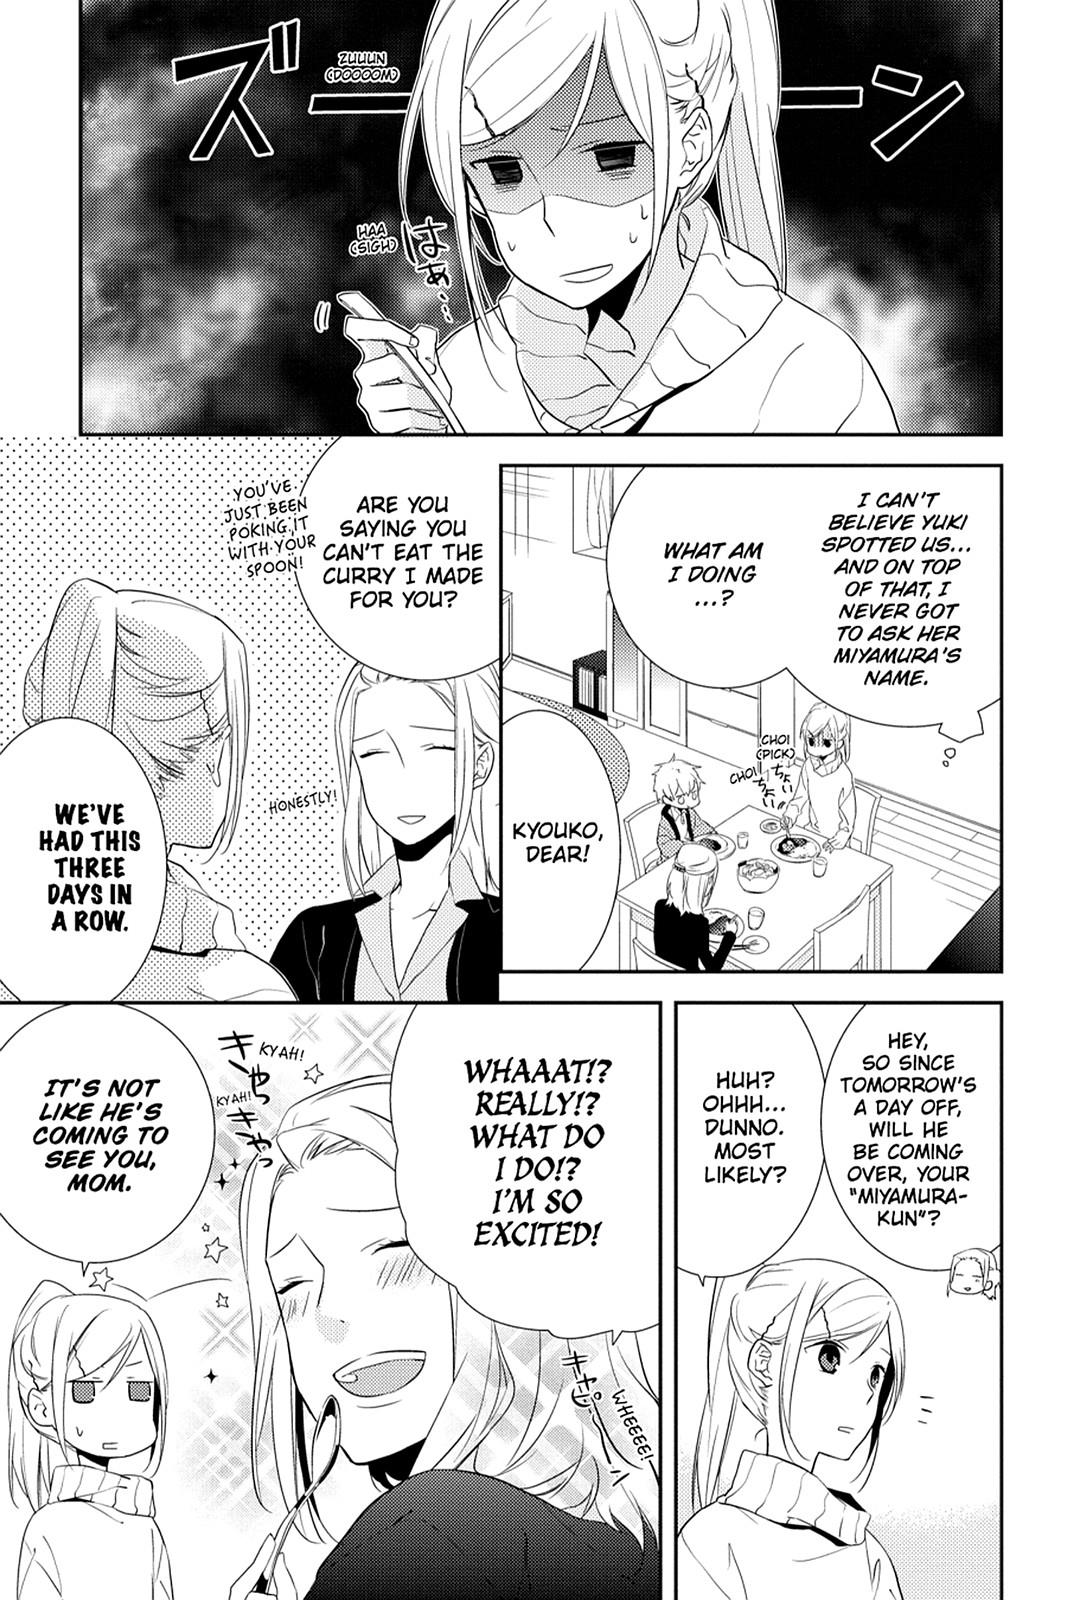 ズーーン
ZUUUN
(DOOOOM)
HAA
(SIGH)
はぁ…
I CAN'T
BELIEVE YUKI
SPOTTED US...
AND ON TOP
OF THAT, I
NEVER GOT
TO ASK HER
MIYAMURA'S
NAME.
WHAT AM
I DOING
...?
CHOI
(PICK)
CHOI
ちょい
ちょい
KYOUKO,
DEAR!
ARE YOU
SAYING YOU
CAN'T EAT THE
CURRY I MADE
FOR YOU?
YOU'VE
JUST BEEN
POKING IT
WITH YOUR
SPOON!
HONESTLY!
WE'VE
HAD THIS
THREE
DAYS IN
A ROW.
HEY,
SO SINCE
TOMORROW'S
A DAY OFF,
WILL HE
BE COMING
OVER, YOUR
"MIYAMURA-
KUN"?
HUH?
OHHH...
DUNNO.
MOST
LIKELY?
WHAAAT!?
REALLY!?
WHAT DO
I DO!?
I'M SO
EXCITED!
KYAH!
KYAH!
きゃっ
きゃっ
WHEEEE!
IT'S NOT
LIKE HE'S
COMING TO
SEE YOU,
MOM.